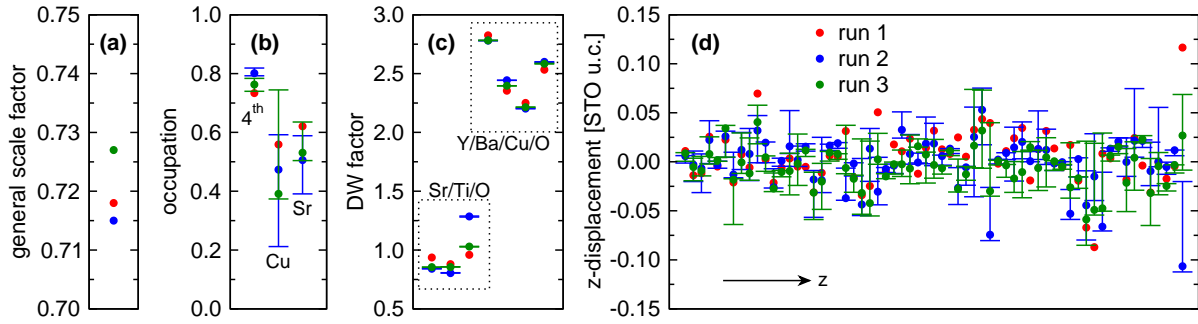 general scale factor
0.75
0.74
0.73
0.72
0.71
0.70
(a)
occupation
1.0
0.8
0.6
0.4
0.2
0.0
(b)
4th
Cu
Sr
DW factor
3.0
2.5
2.0
1.5
1.0
0.5
(c)
Y/Ba/Cu/O
Sr/Ti/O
z-displacement [STO u.c.]
0.15
0.10
0.05
0.00
-0.05
-0.10
-0.15
(d)
run 1
run 2
run 3
z